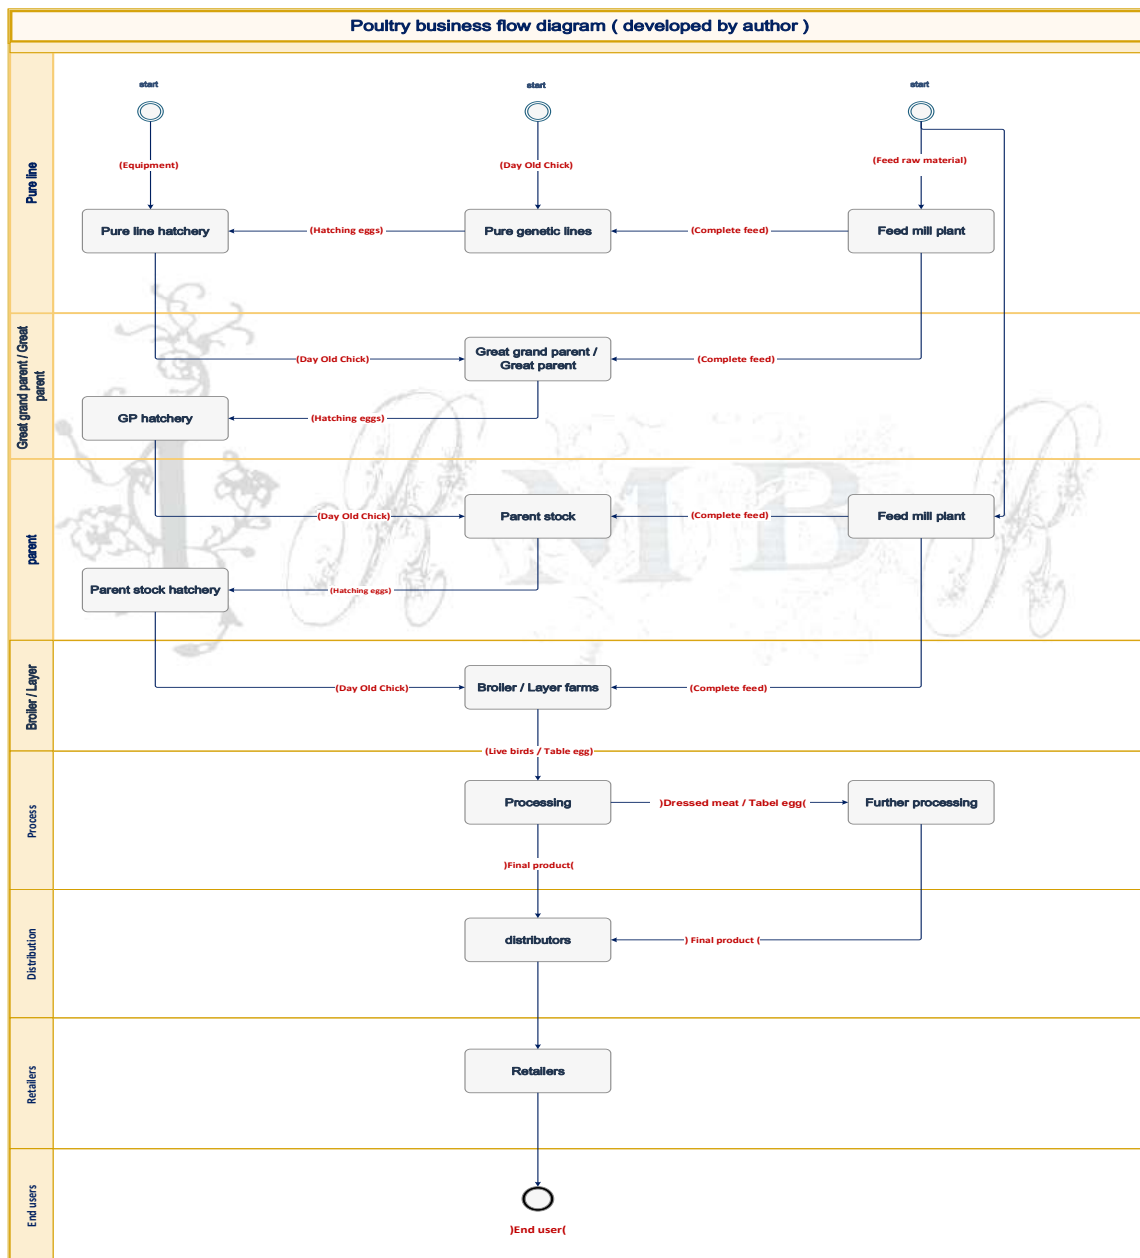 Poultry business flow diagram ( developed by author )
Pure line
start
start
start
(Equipment)
(Day Old Chick)
(Feed raw material)
Pure line hatchery
(Hatching eggs)
Pure genetic lines
(Complete feed)
Feed mill plant
Great grand parent / Great
parent
(Day Old Chick)
Great grand parent /
Great parent
(Complete feed)
GP hatchery
(Hatching eggs)
parent
(Day Old Chick)
Parent stock
(Complete feed)
Feed mill plant
Parent stock hatchery
(Hatching eggs)
Broiler / Layer
(Day Old Chick)
Broiler / Layer farms
(Complete feed)
(Live birds / Table egg)
Process
Processing
)Dressed meat / Tabel egg(
Further processing
)Final product(
Distribution
distributors
) Final product (
Retailers
Retailers
End users
)End user(
R M B R